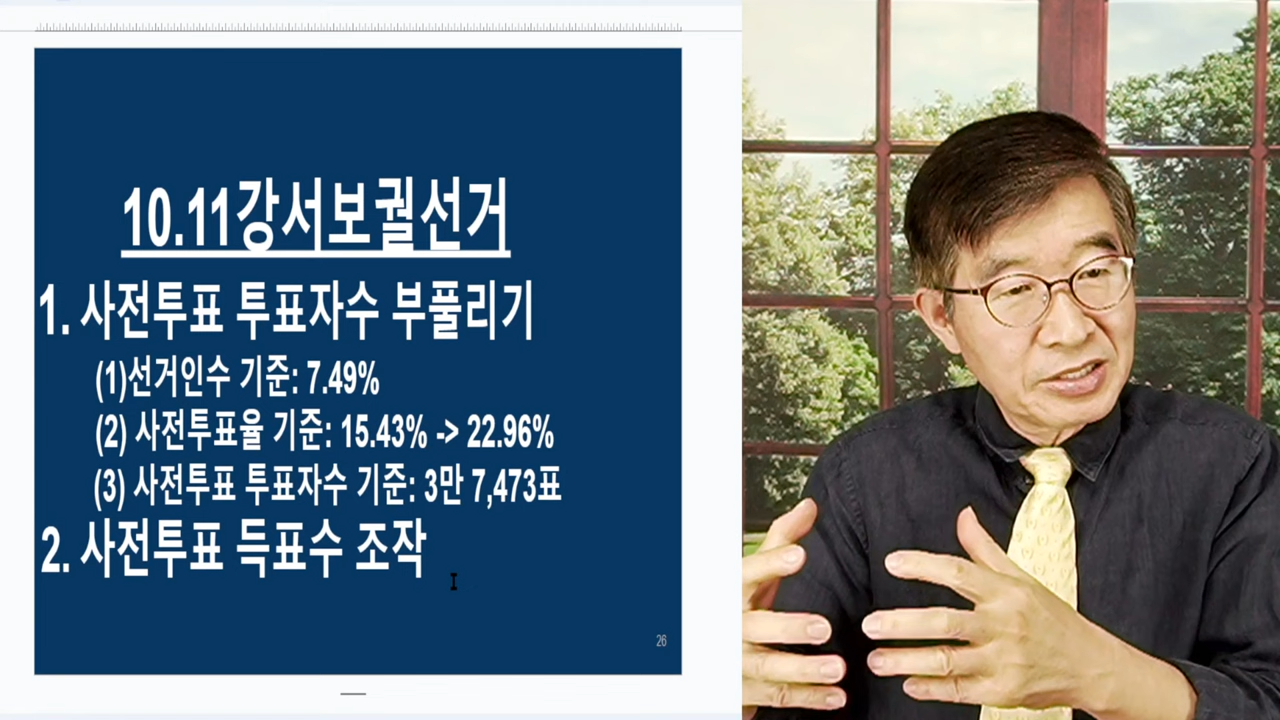 10.11강서보궐선거
1. 사전투표 투표자수 부풀리기
(1)선거인수 기준: 7.49%
(2) 사전투표율 기준: 15.43% -> 22.96%
(3) 사전투표 투표자수 기준: 3만 7,473표
2. 사전투표 득표수 조작
26